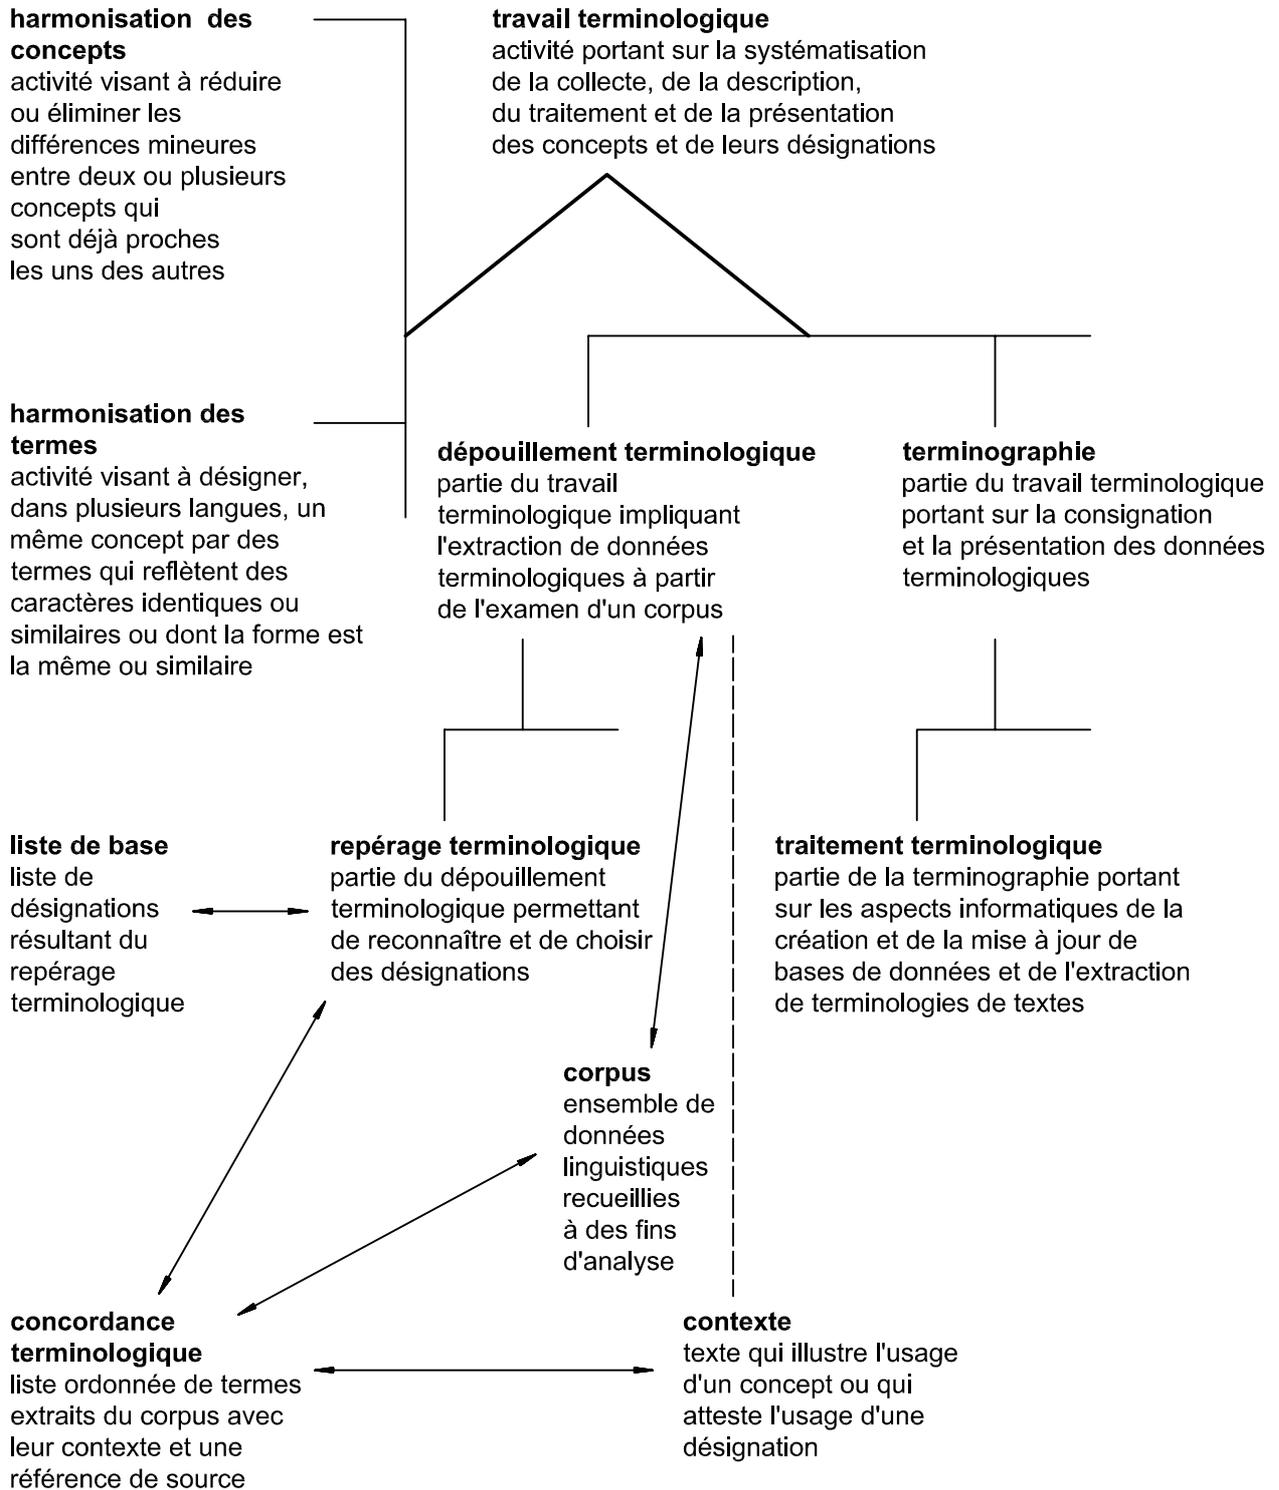 harmonisation des
concepts
activité visant à réduire
ou éliminer les
différences mineures
entre deux ou plusieurs
concepts qui
sont déjà proches
les uns des autres
travail terminologique
activité portant sur la systématisation
de la collecte, de la description,
du traitement et de la présentation
des concepts et de leurs désignations
harmonisation des
termes
activité visant à désigner,
dans plusieurs langues, un
même concept par des
termes qui reflètent des
caractères identiques ou
similaires ou dont la forme est
la même ou similaire
dépouillement terminologique
partie du travail
terminologique impliquant
l'extraction de données
terminologiques à partir
de l'examen d'un corpus
terminographie
partie du travail terminologique
portant sur la consignation
et la présentation des données
terminologiques
liste de base
liste de
désignations
résultant du
repérage
terminologique
repérage terminologique
partie du dépouillement
terminologique permettant
de reconnaître et de choisir
des désignations
traitement terminologique
partie de la terminographie portant
sur les aspects informatiques de la
création et de la mise à jour de
bases de données et de l'extraction
de terminologies de textes
corpus
ensemble de
données
linguistiques
recueillies
à des fins
d'analyse
concordance
terminologique
liste ordonnée de termes
extraits du corpus avec
leur contexte et une
référence de source
contexte
texte qui illustre l'usage
d'un concept ou qui
atteste l'usage d'une
désignation